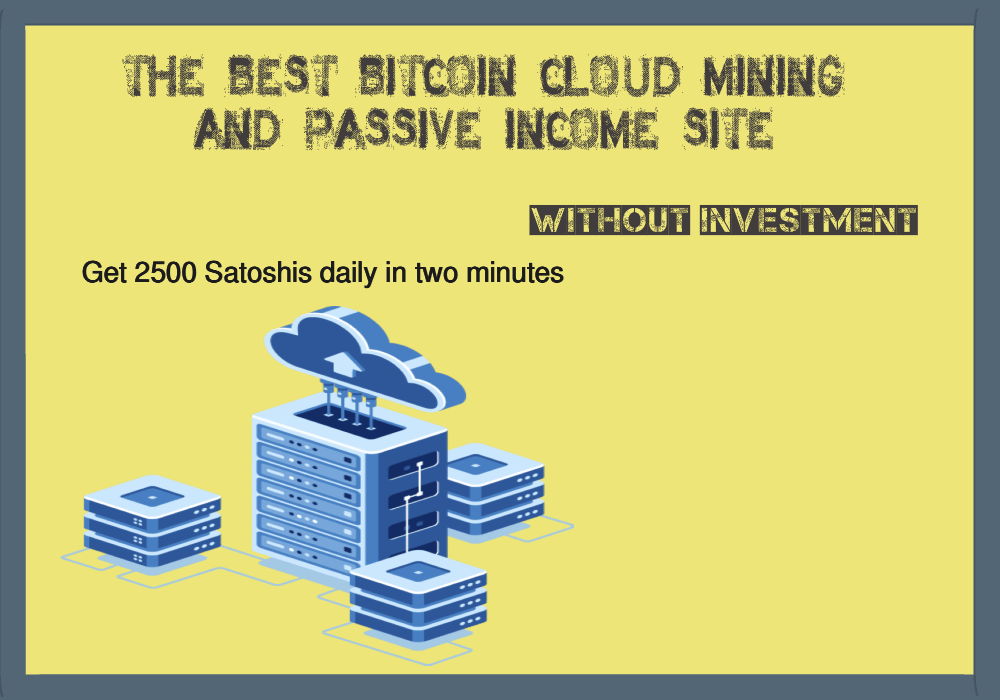 THE BEST BITCOIN CLOUD MINING
AND PASSIVE INCOME SITE
WITHOUT INVESTMENT
Get 2500 Satoshis daily in two minutes